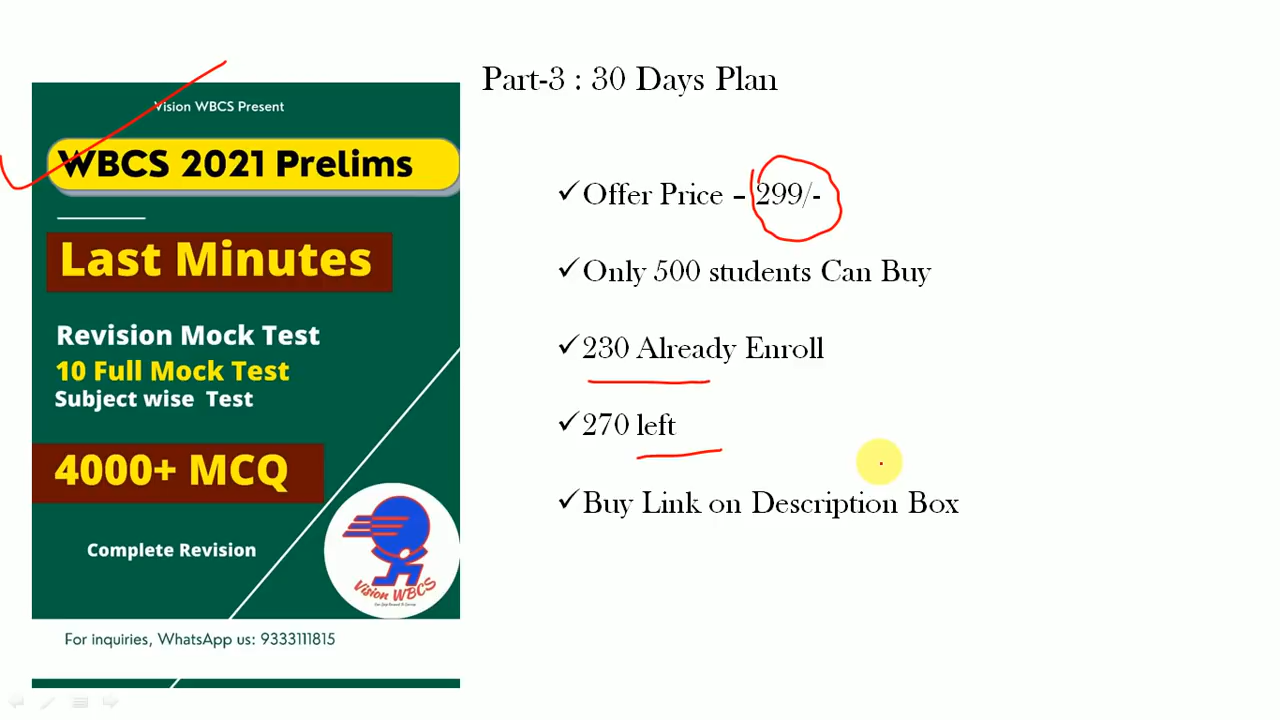 Part-3 : 30 Days Plan
Vision WBCS Present
WBCS 2021 Prelims
Last Minutes
Revision Mock Test
10 Full Mock Test
Subject wise Test
4000+ MCQ
Complete Revision
Vision WBCS
For inquiries, WhatsApp us: 9333111815
✓Offer Price – 299/-
✓Only 500 students Can Buy
✓230 Already Enroll
✓270 left
✓Buy Link on Description Box